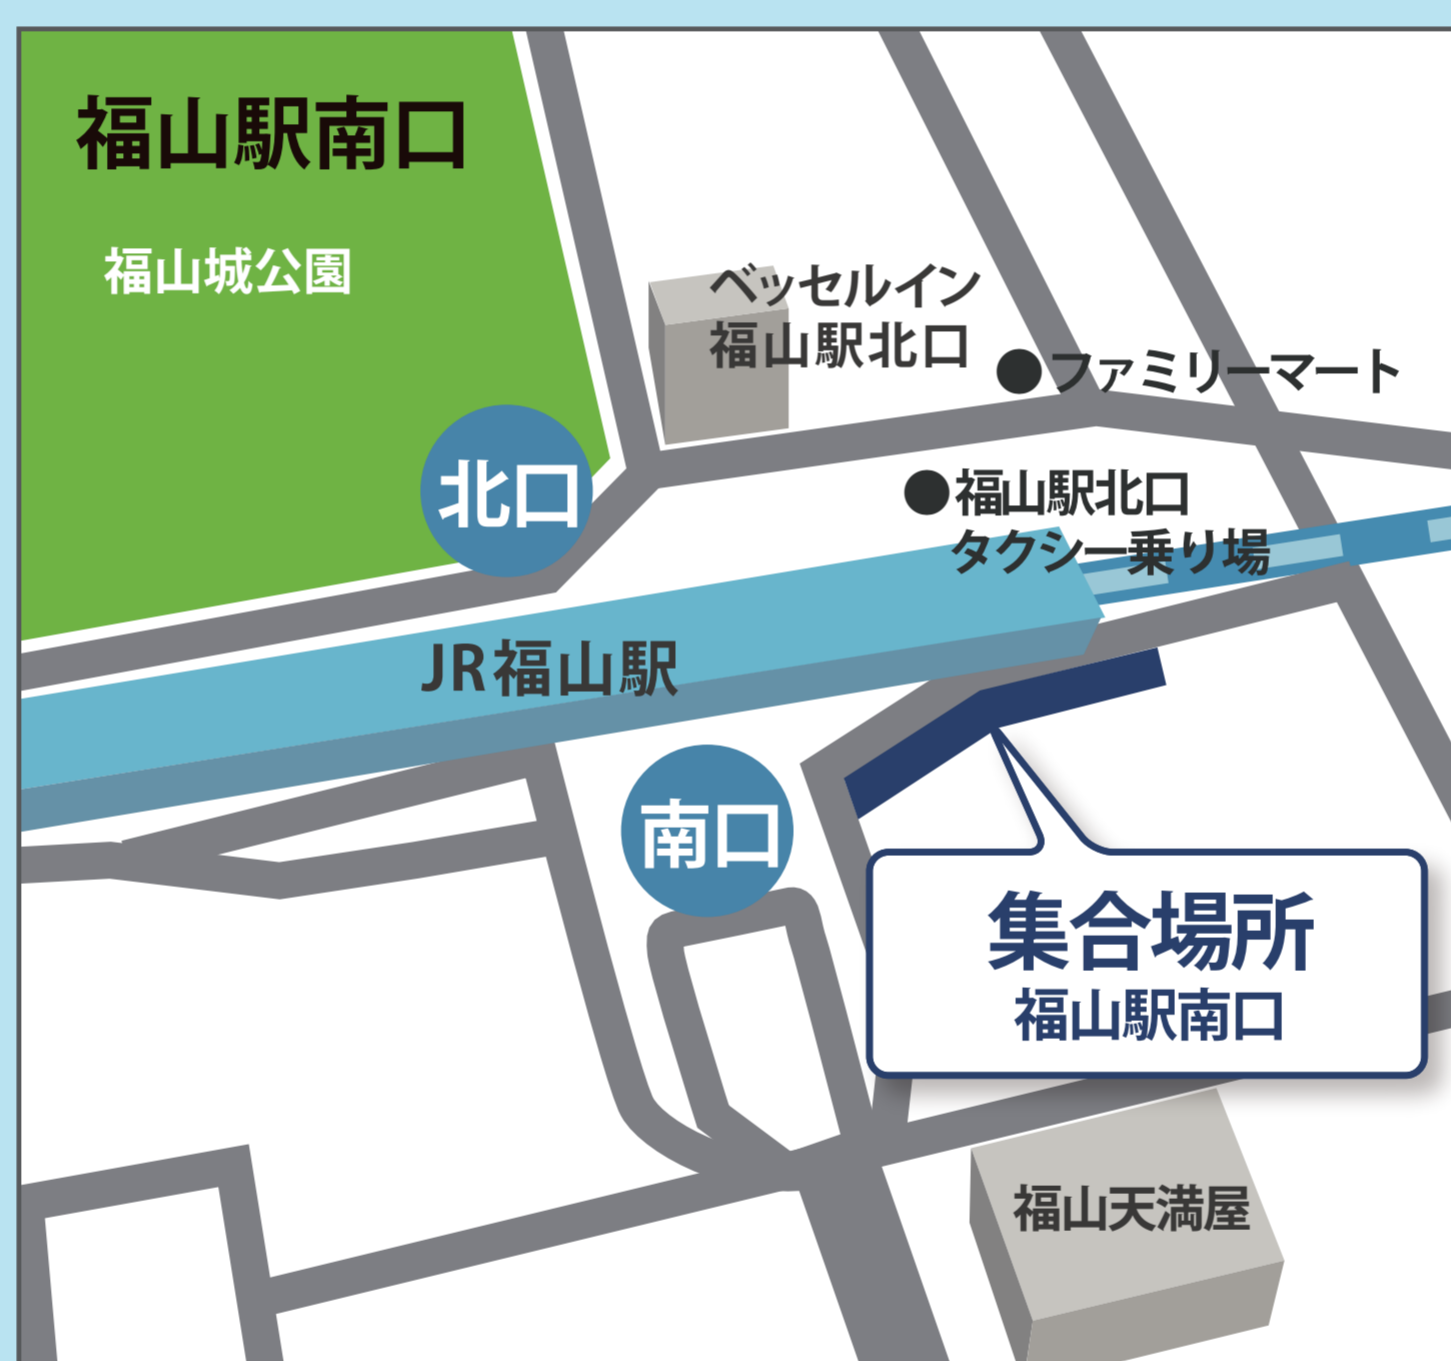 福山駅南口
福山城公園
ベッセルイン
福山駅北口
ファミリーマート
北口
福山駅北口
タクシー乗り場
JR福山駅
南口
集合場所
福山駅南口
福山天満屋